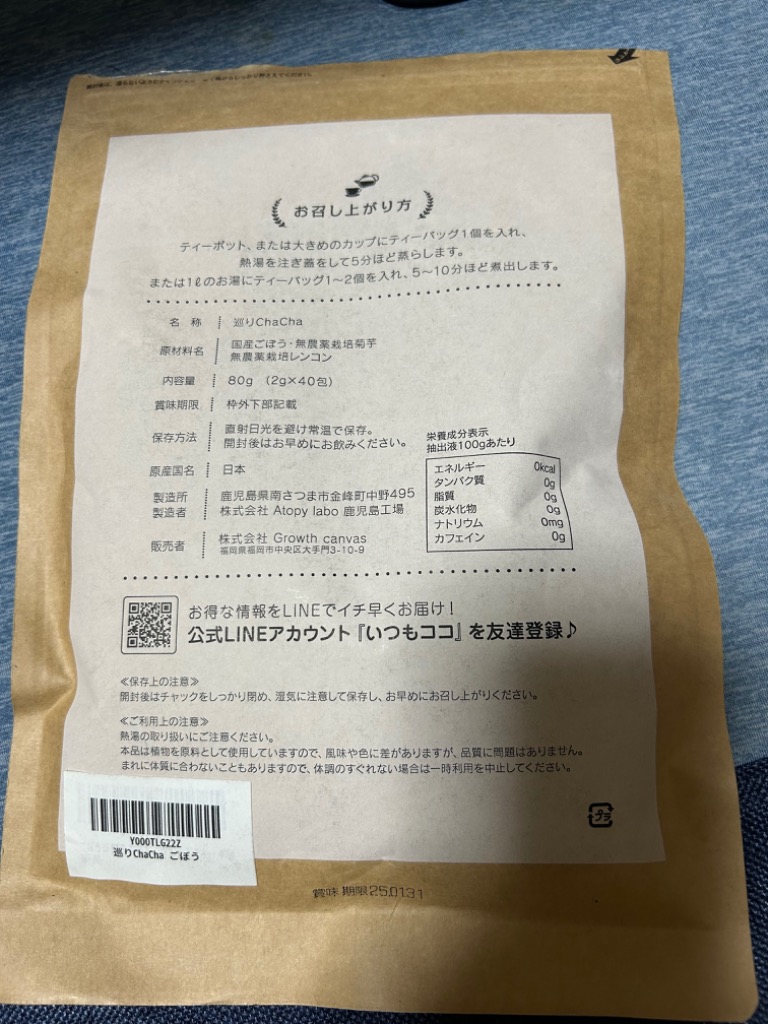 お召し上がり方
ティーポット、または大きめのカップにティーバッグ1個を入れ、
熱湯を注ぎ蓋をして5分ほど蒸らします。
または1ℓのお湯にティーバッグ1〜2個を入れ、5〜10分ほど煮出します。
名 称 巡りChaCha
原材料名 国産ごぼう・無農薬栽培菊芋
無農薬栽培レンコン
内容量 80g (2g×40包)
賞味期限 枠外下部記載
保存方法 直射日光を避け常温で保存。
開封後はお早めにお飲みください。
原産国名 日本
製造所 鹿児島県南さつま市金峰町中野495
製造者 株式会社 Atopy labo 鹿児島工場
販売者 株式会社 Growth canvas
福岡県福岡市中央区大手門3-10-9
栄養成分表示
抽出液100gあたり
エネルギー 0kcal
タンパク質 0g
脂質 0g
炭水化物 0g
ナトリウム 0mg
カフェイン 0g
お得な情報をLINEでイチ早くお届け！
公式LINEアカウント『いつもココ』を友達登録♪
≪保存上の注意≫
開封後はチャックをしっかり閉め、湿気に注意して保存し、お早めにお召し上がりください。
≪ご利用上の注意≫
熱湯の取り扱いにご注意ください。
本品は植物を原料として使用していますので、風味や色に差がありますが、品質に問題はありません。
まれに体質に合わないこともありますので、体調のすぐれない場合は一時利用を中止してください。
プラ
Y000TLG22Z
巡りChaCha ごぼう
賞味期限25.01.31